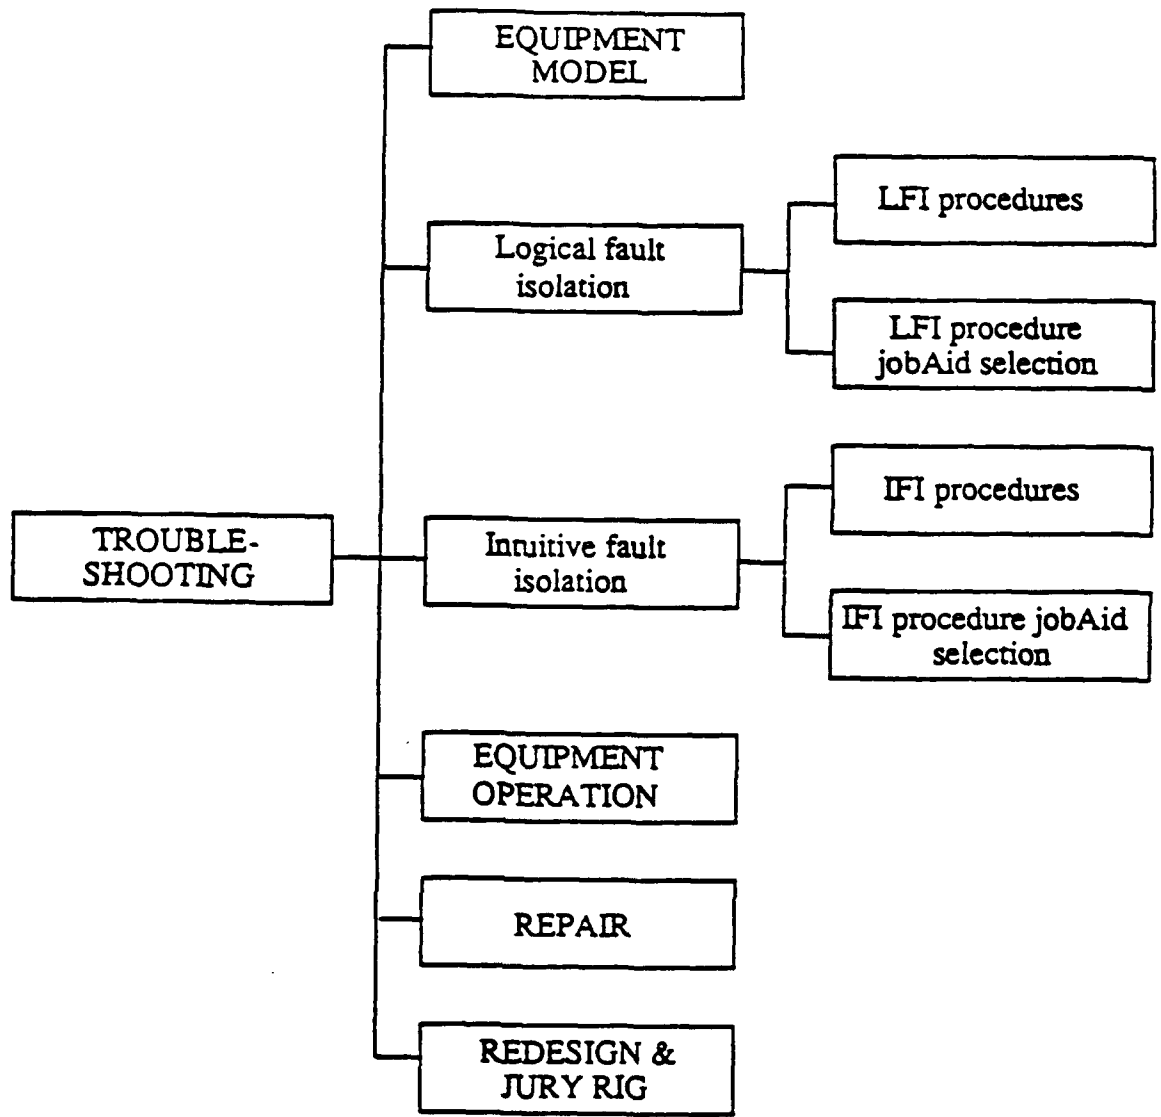 EQUIPMENT
MODEL
Logical fault
isolation
LFI procedures
LFI procedure
jobAid selection
TROUBLE-
SHOOTING
Intuitive fault
isolation
IFI procedures
IFI procedure jobAid
selection
EQUIPMENT
OPERATION
REPAIR
REDESIGN &
JURY RIG